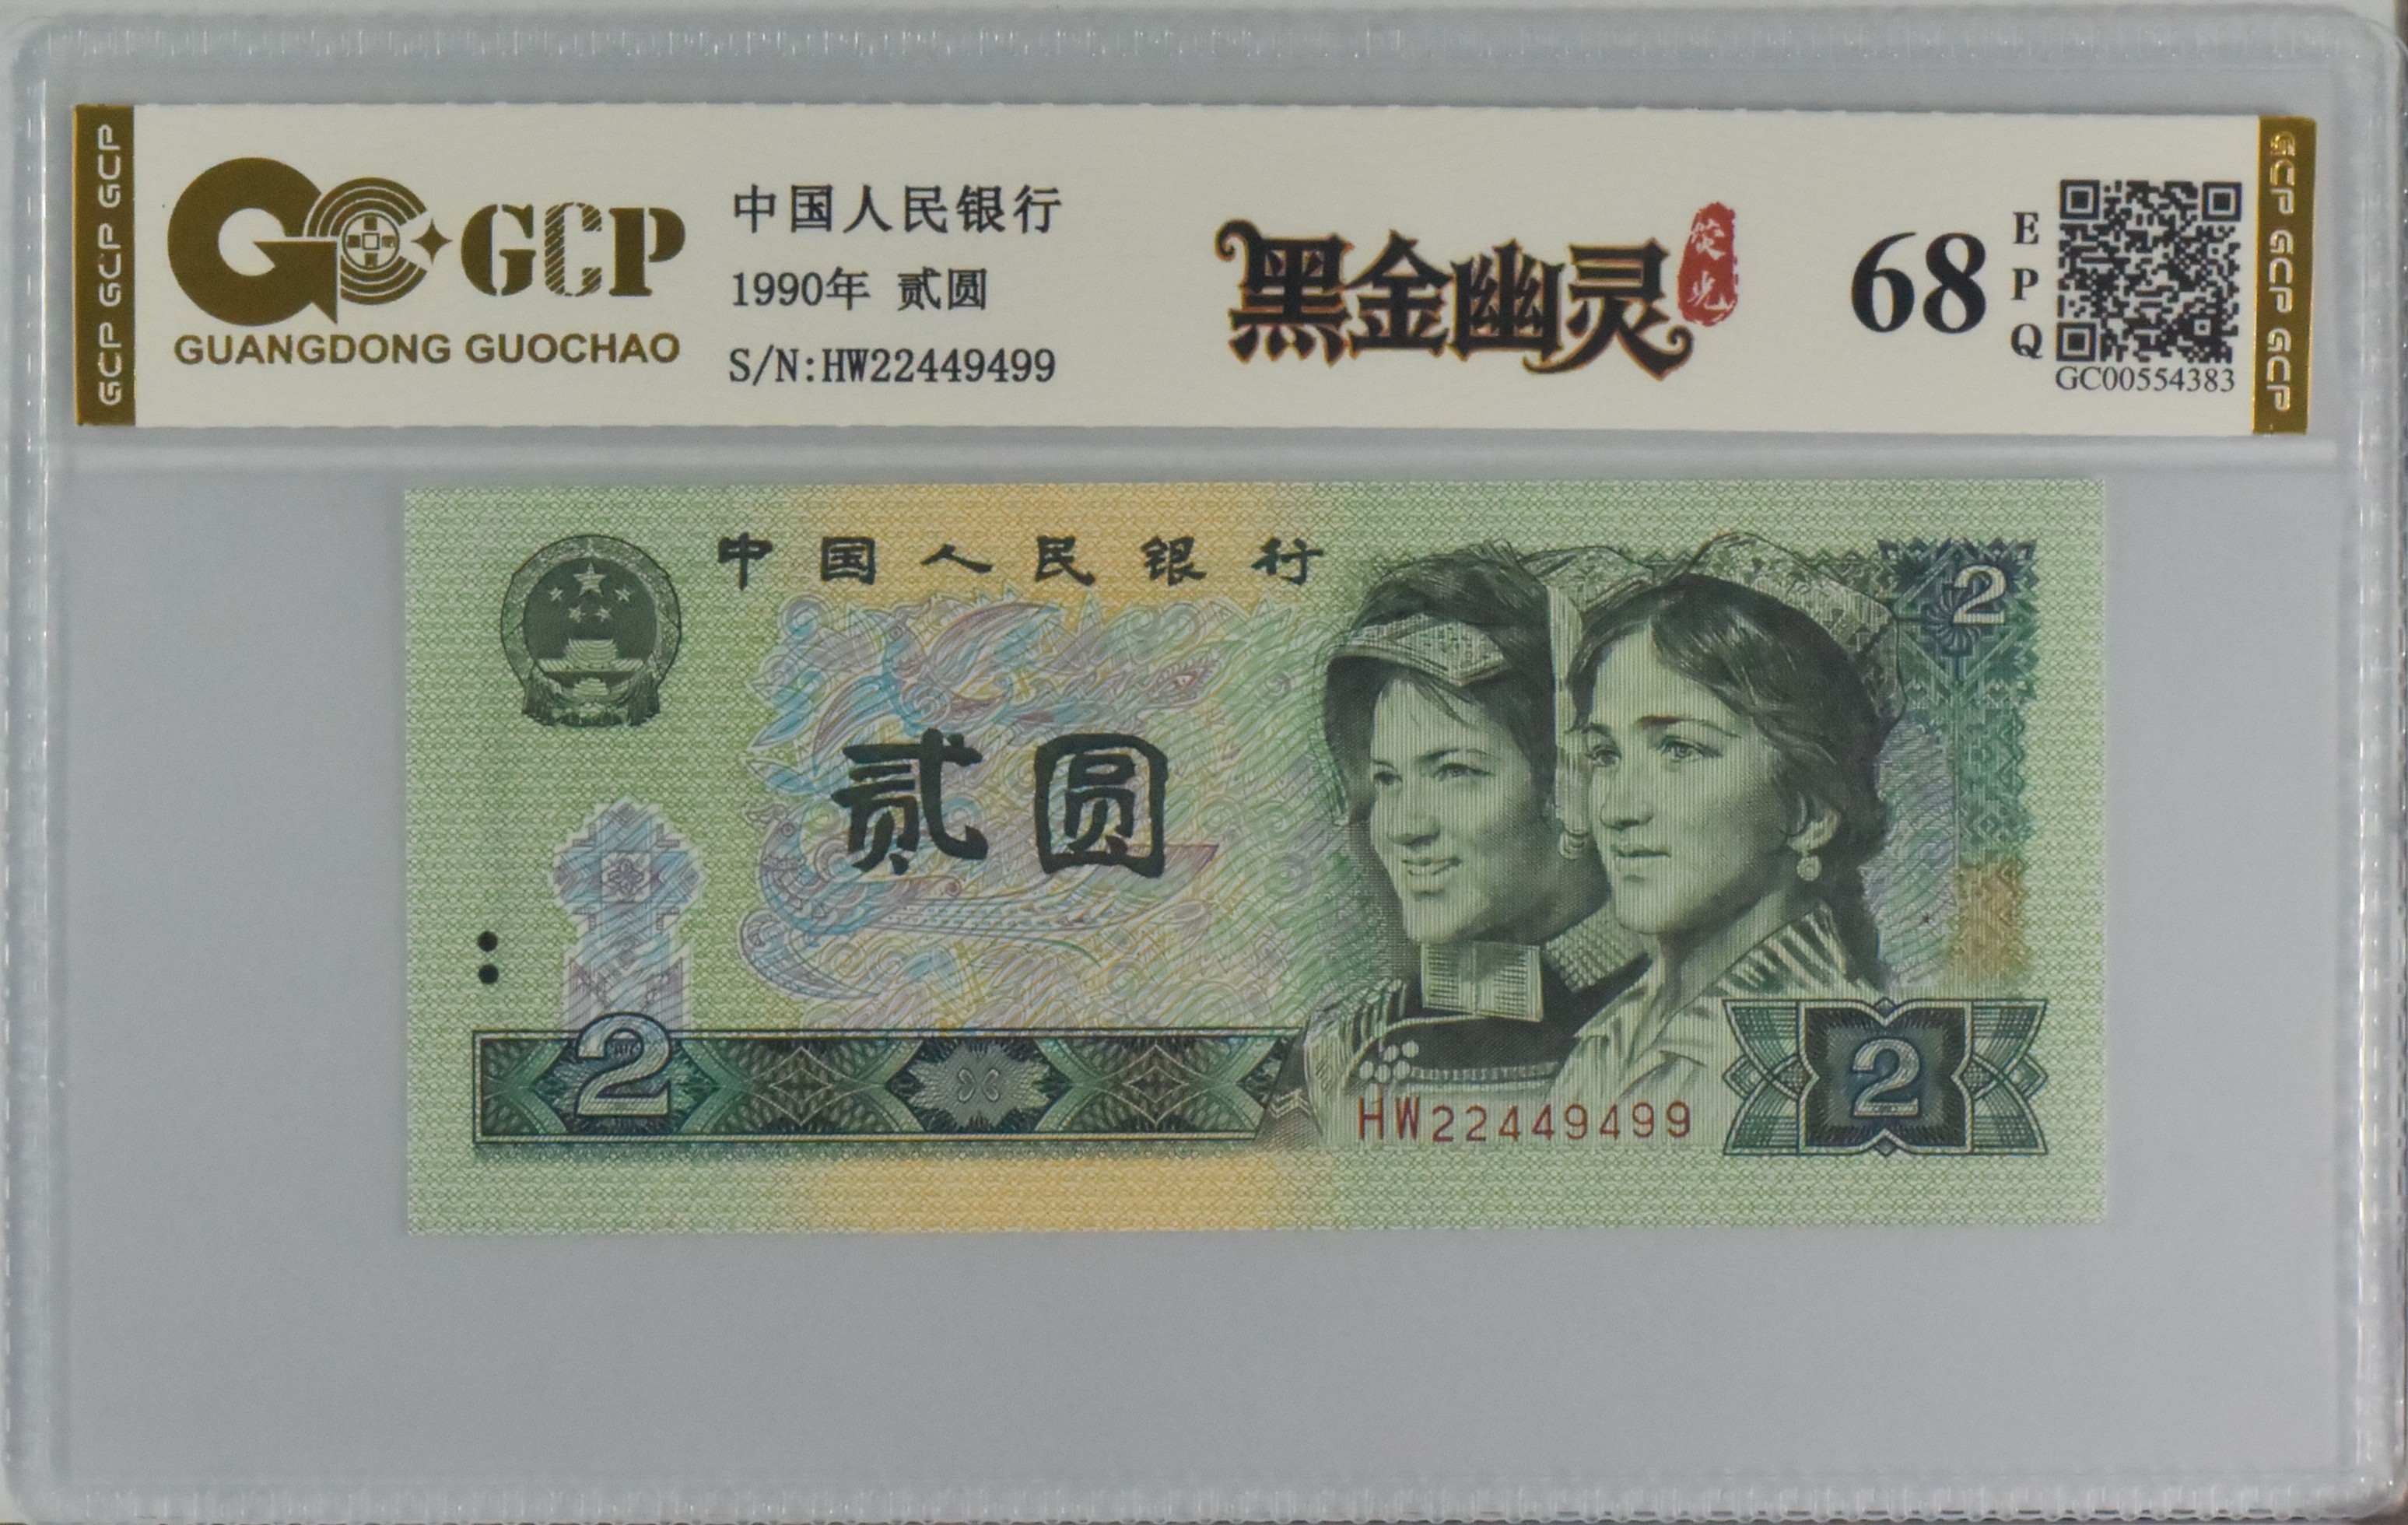 GCP GCP GCP
GCP
GUANGDONG GUOCHAO
中国人民银行
1990年 贰圆
S/N:HW22449499
黑金幽灵
荧光
68
EPQ
GC00554383
GCP GCP GCP
中国人民银行
2
贰圆
2
HW22449499
2